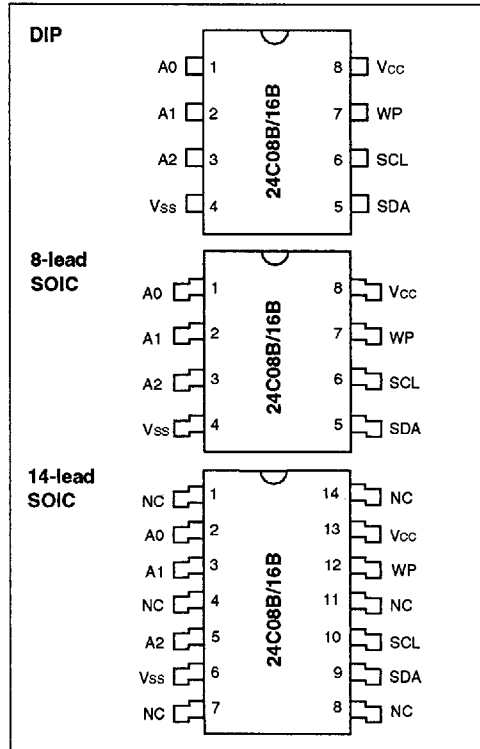 DIP
A0 1 8 Vcc
A1 2 7 WP
A2 3 6 SCL
Vss 4 5 SDA
24C08B/16B
8-lead
SOIC
A0 1 8 Vcc
A1 2 7 WP
A2 3 6 SCL
Vss 4 5 SDA
24C08B/16B
14-lead
SOIC
NC 1 14 NC
A0 2 13 Vcc
A1 3 12 WP
NC 4 11 NC
A2 5 10 SCL
Vss 6 9 SDA
NC 7 8 NC
24C08B/16B